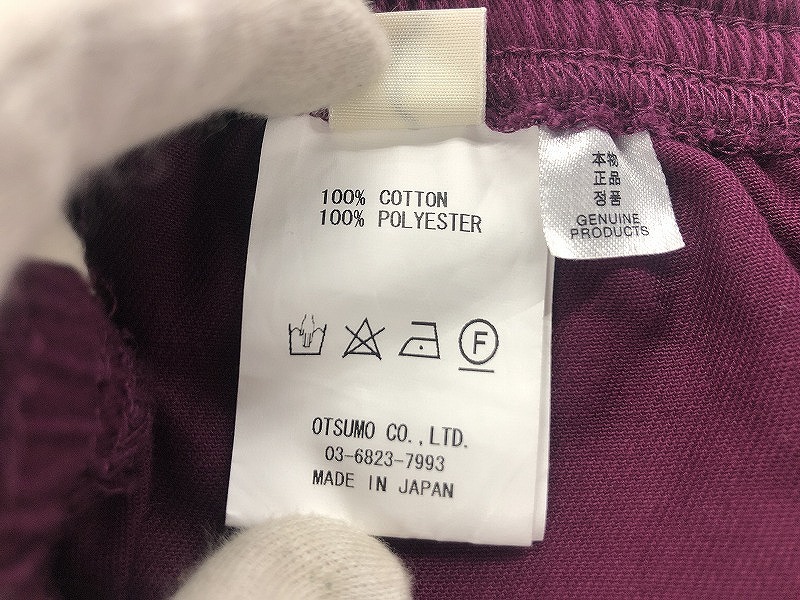 100% COTTON
100% POLYESTER
F
OTSUMO CO.,LTD.
03-6823-7993
MADE IN JAPAN
本物
正品
정품
GENUINE
PRODUCTS